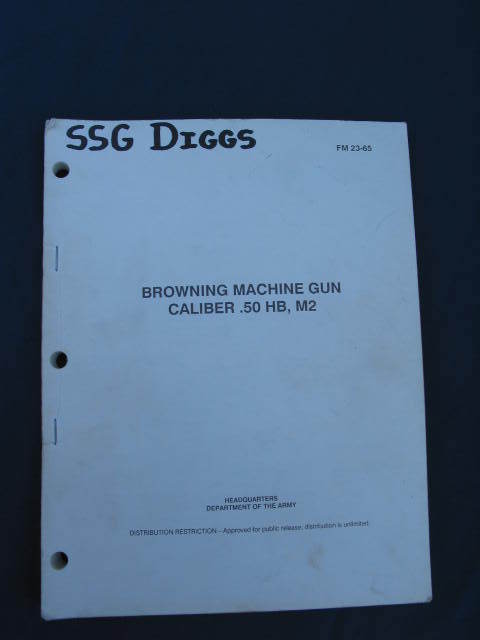 SSG DIGGS
FM 23-65
BROWNING MACHINE GUN
CALIBER .50 HB, M2
HEADQUARTERS
DEPARTMENT OF THE ARMY
DISTRIBUTION RESTRICTION—Approved for public release; distribution is unlimited.